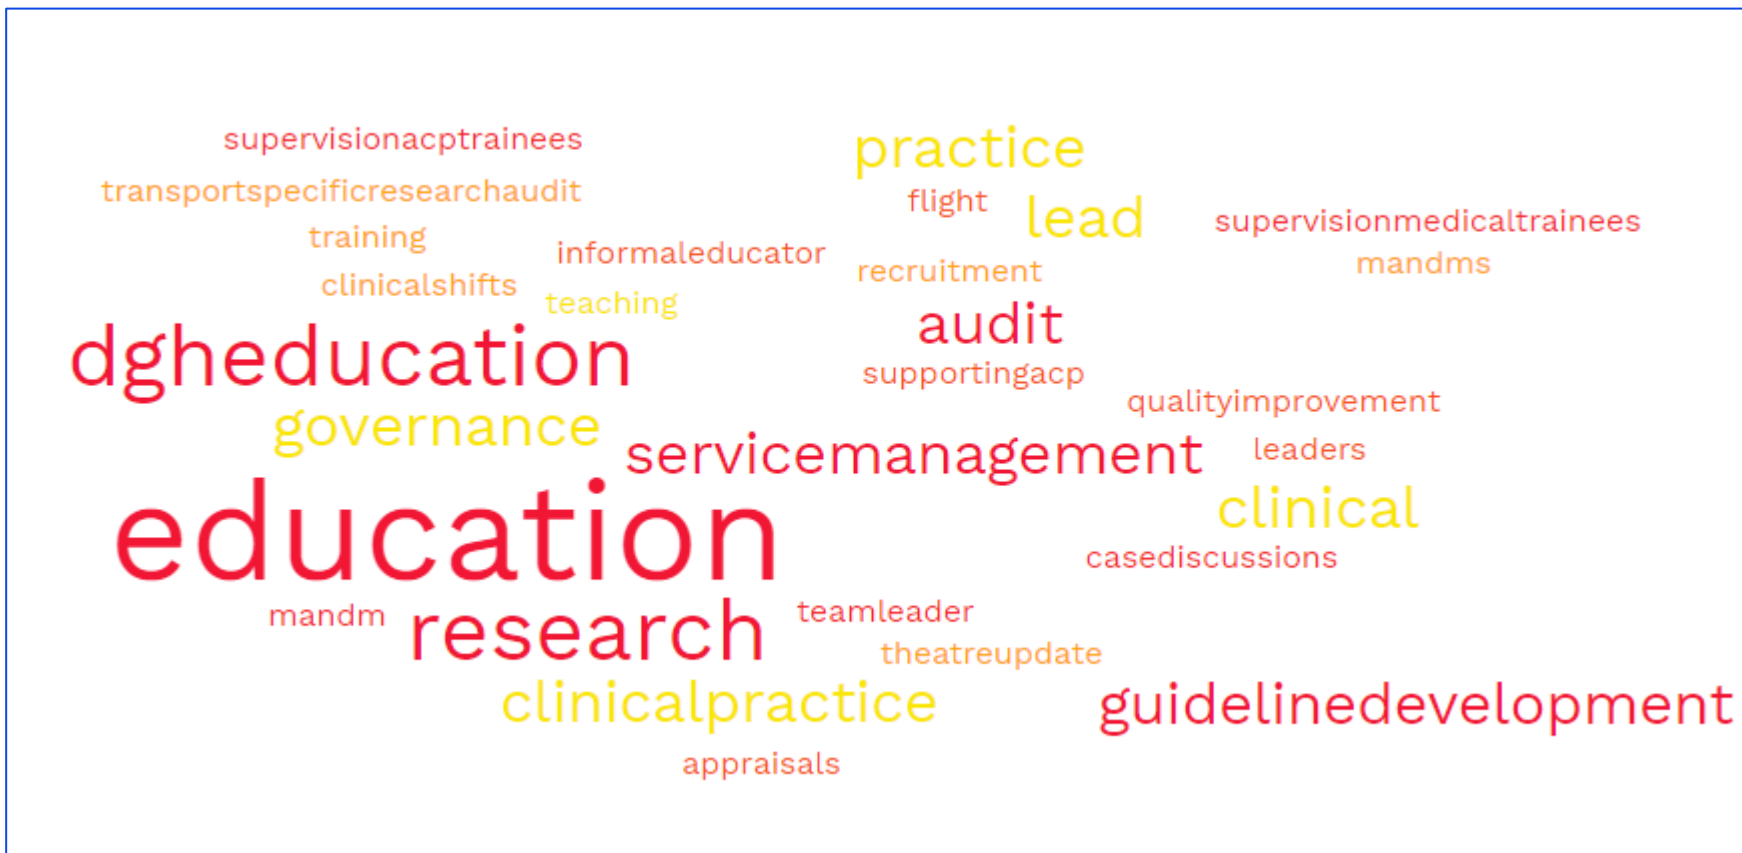 supervisionacptrainees
practice
transportspecificresearchaudit
flight
lead
supervisionmedicaltrainees
training
informaleducator
recruitment
mandms
clinicalshifts
teaching
dgheducation
audit
supportingacp
governance
qualityimprovement
servicemanagement
leaders
education
clinical
casediscussions
mandm
research
teamleader
theatreupdate
clinicalpractice
guidelinedevelopment
appraisals